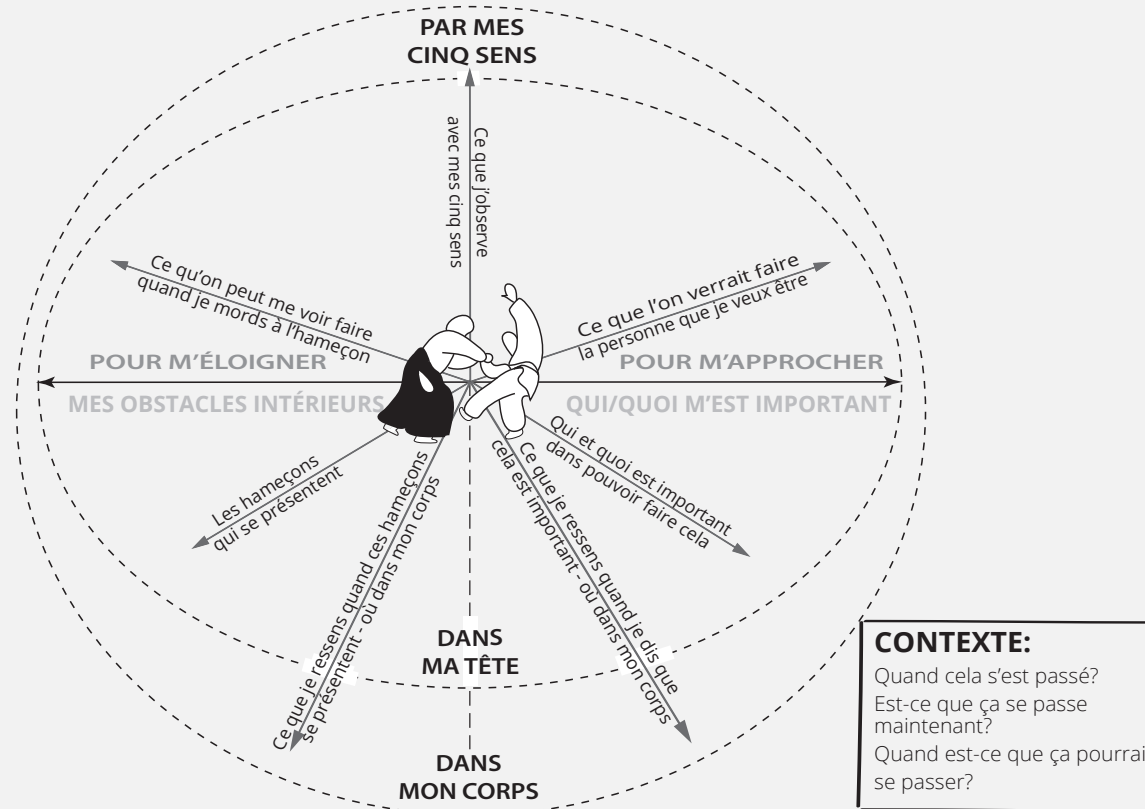 PAR MES
CINQ SENS
Ce que j'observe
avec mes cinq sens
Ce qu'on peut me voir faire
quand je mords à l'hameçon
Ce que l'on verrait faire
la personne que je veux être
POUR M'ÉLOIGNER
POUR M'APPROCHER
MES OBSTACLES INTÉRIEURS
QUI/QUOI M'EST IMPORTANT
Les hameçons
qui se présentent
Ce que je ressens quand ces hameçons
se présentent - où dans mon corps
Ce que je ressens quand je dis que
cela est important - où dans mon corps
Qui et quoi est important
dans pouvoir faire cela
DANS
MA TÊTE
DANS
MON CORPS
CONTEXTE:
Quand cela s'est passé?
Est-ce que ça se passe
maintenant?
Quand est-ce que ça pourrai
se passer?